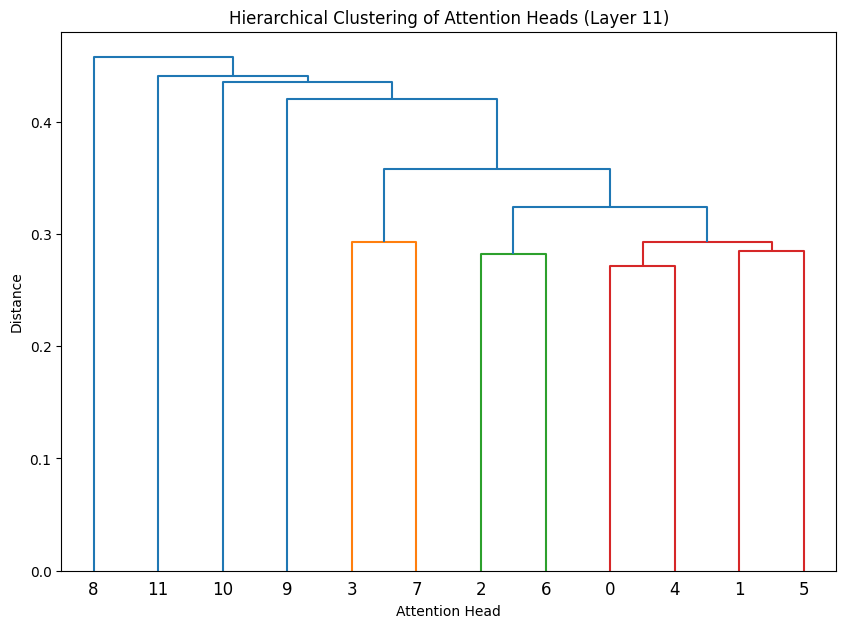 Hierarchical Clustering of Attention Heads (Layer 11)
0.4
0.3
0.2
0.1
0.0
Distance
8 11 10 9 3 7 2 6 0 4 1 5
Attention Head